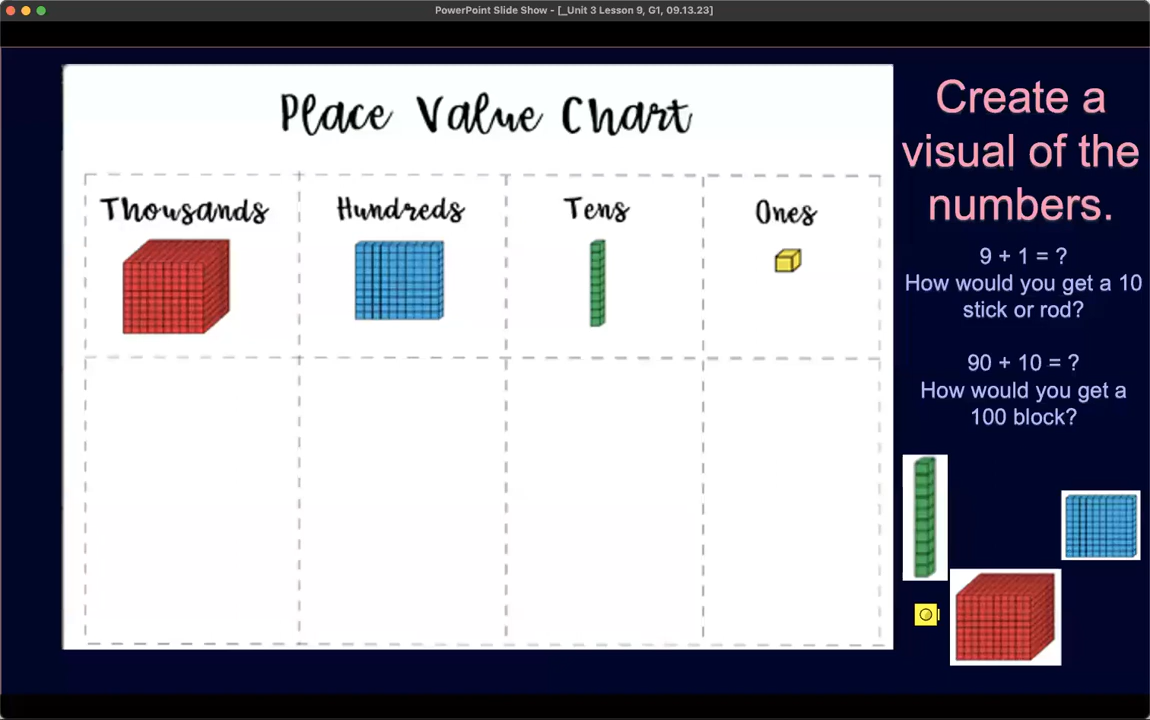 PowerPoint Slide Show - [_Unit 3 Lesson 9, G1, 09.13.23]
Place Value Chart
Thousands
Hundreds
Tens
Ones
Create a
visual of the
numbers.
9 + 1 = ?
How would you get a 10
stick or rod?
90 + 10 = ?
How would you get a
100 block?